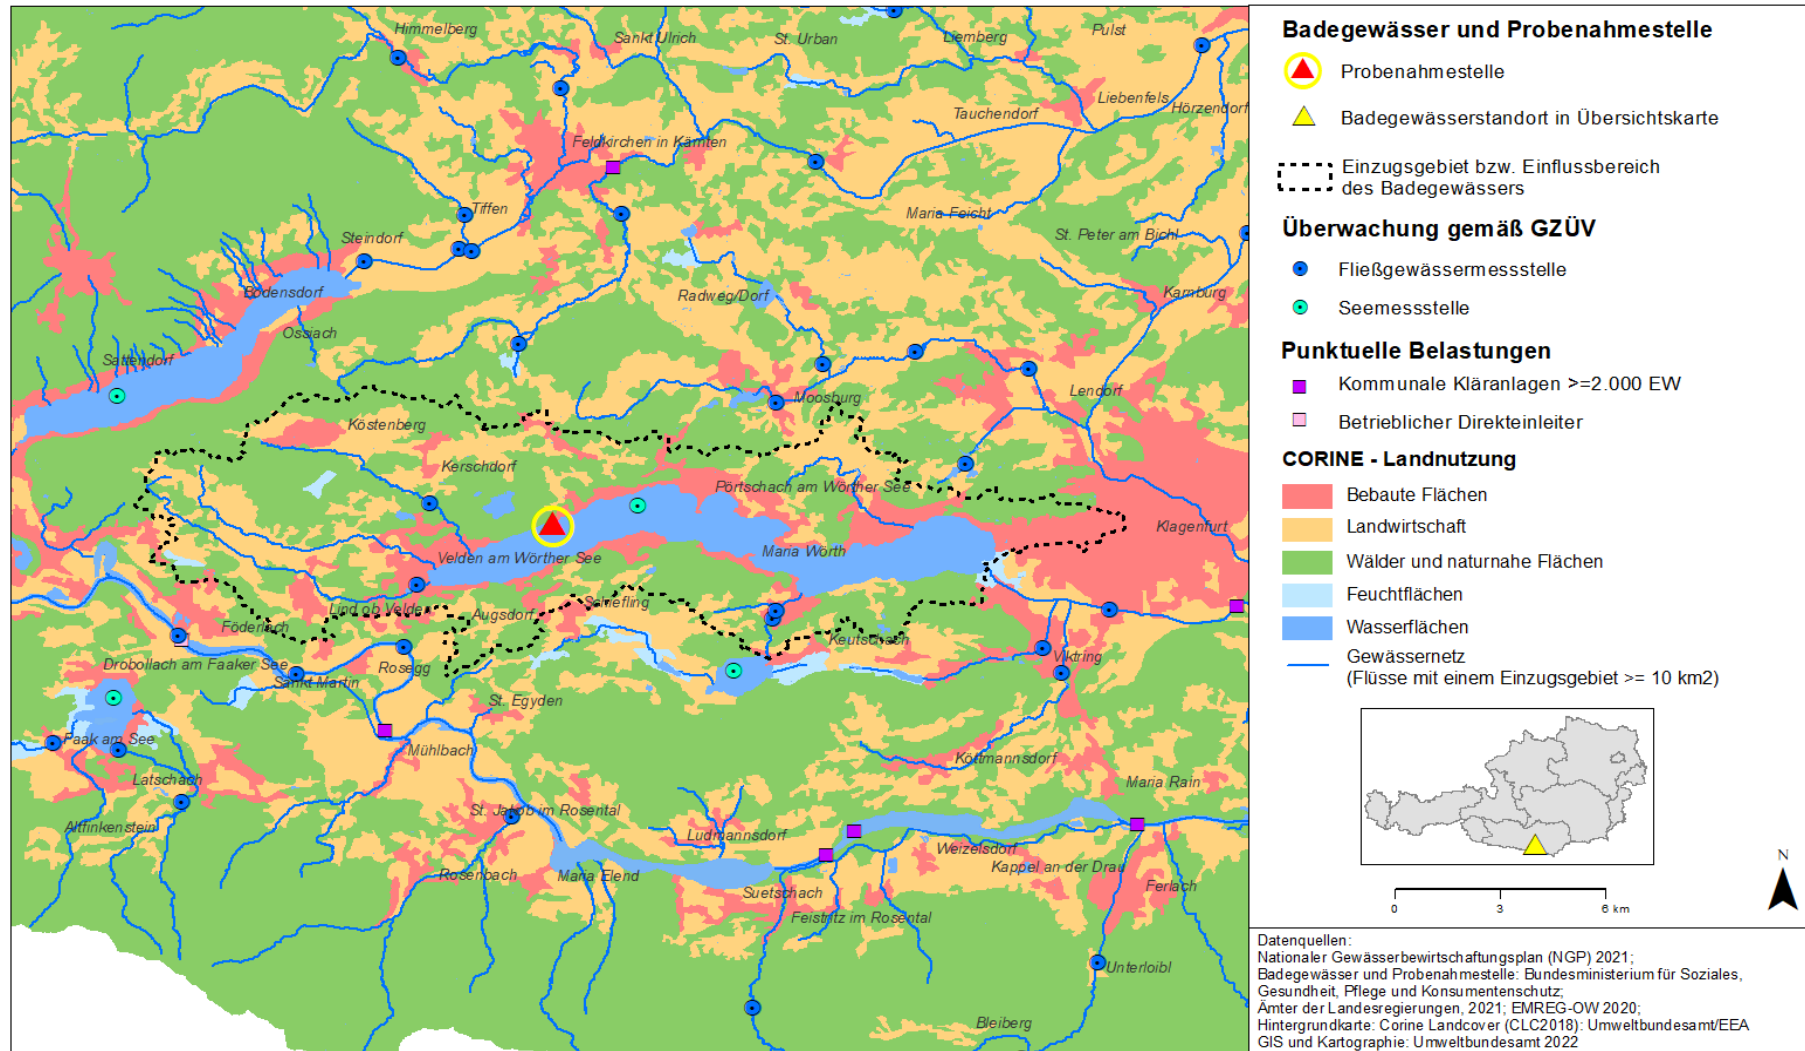 Himmelberg
Sankt Ulrich
St. Urban
Liemberg
Pulst
Liebenfels
Hörzendorf
Tauchendorf
Feldkirchen in Kärnten
Maria Feicht
St. Peter am Bichl
Tiffen
Steindorf
Bodensdorf
Ossiach
Sattendorf
Radweg/Dorf
Karnburg
Moosburg
Lendorf
Köstenberg
Kerschdorf
Pörtschach am Wörther See
Klagenfurt
Velden am Wörther See
Maria Wörth
Lind ob Velden
Augsdorf
Schiefling
Föderlach
Keutschach
Viktring
Drobollach am Faaker See
Rosegg
Sankt Martin
St. Egyden
Faak am See
Mühlbach
Köttmannsdorf
Latschach
Maria Rain
Altfinkenstein
St. Jakob im Rosental
Ludmannsdorf
Weizelsdorf
Kappel an der Drau
Rosenbach
Maria Elend
Suetschach
Ferlach
Feistritz im Rosental
Unterloibl
Bleiberg
Badegewässer und Probenahmestelle
Probenahmestelle
Badegewässerstandort in Übersichtskarte
Einzugsgebiet bzw. Einflussbereich
des Badegewässers
Überwachung gemäß GZÜV
Fließgewässermessstelle
Seemessstelle
Punktuelle Belastungen
Kommunale Kläranlagen >=2.000 EW
Betrieblicher Direkteinleiter
CORINE - Landnutzung
Bebaute Flächen
Landwirtschaft
Wälder und naturnahe Flächen
Feuchtflächen
Wasserflächen
Gewässernetz
(Flüsse mit einem Einzugsgebiet >= 10 km2)
N
0 3 6 km
Datenquellen:
Nationaler Gewässerbewirtschaftungsplan (NGP) 2021;
Badegewässer und Probenahmestelle: Bundesministerium für Soziales,
Gesundheit, Pflege und Konsumentenschutz;
Ämter der Landesregierungen, 2021; EMREG-OW 2020;
Hintergrundkarte: Corine Landcover (CLC2018): Umweltbundesamt/EEA
GIS und Kartographie: Umweltbundesamt 2022